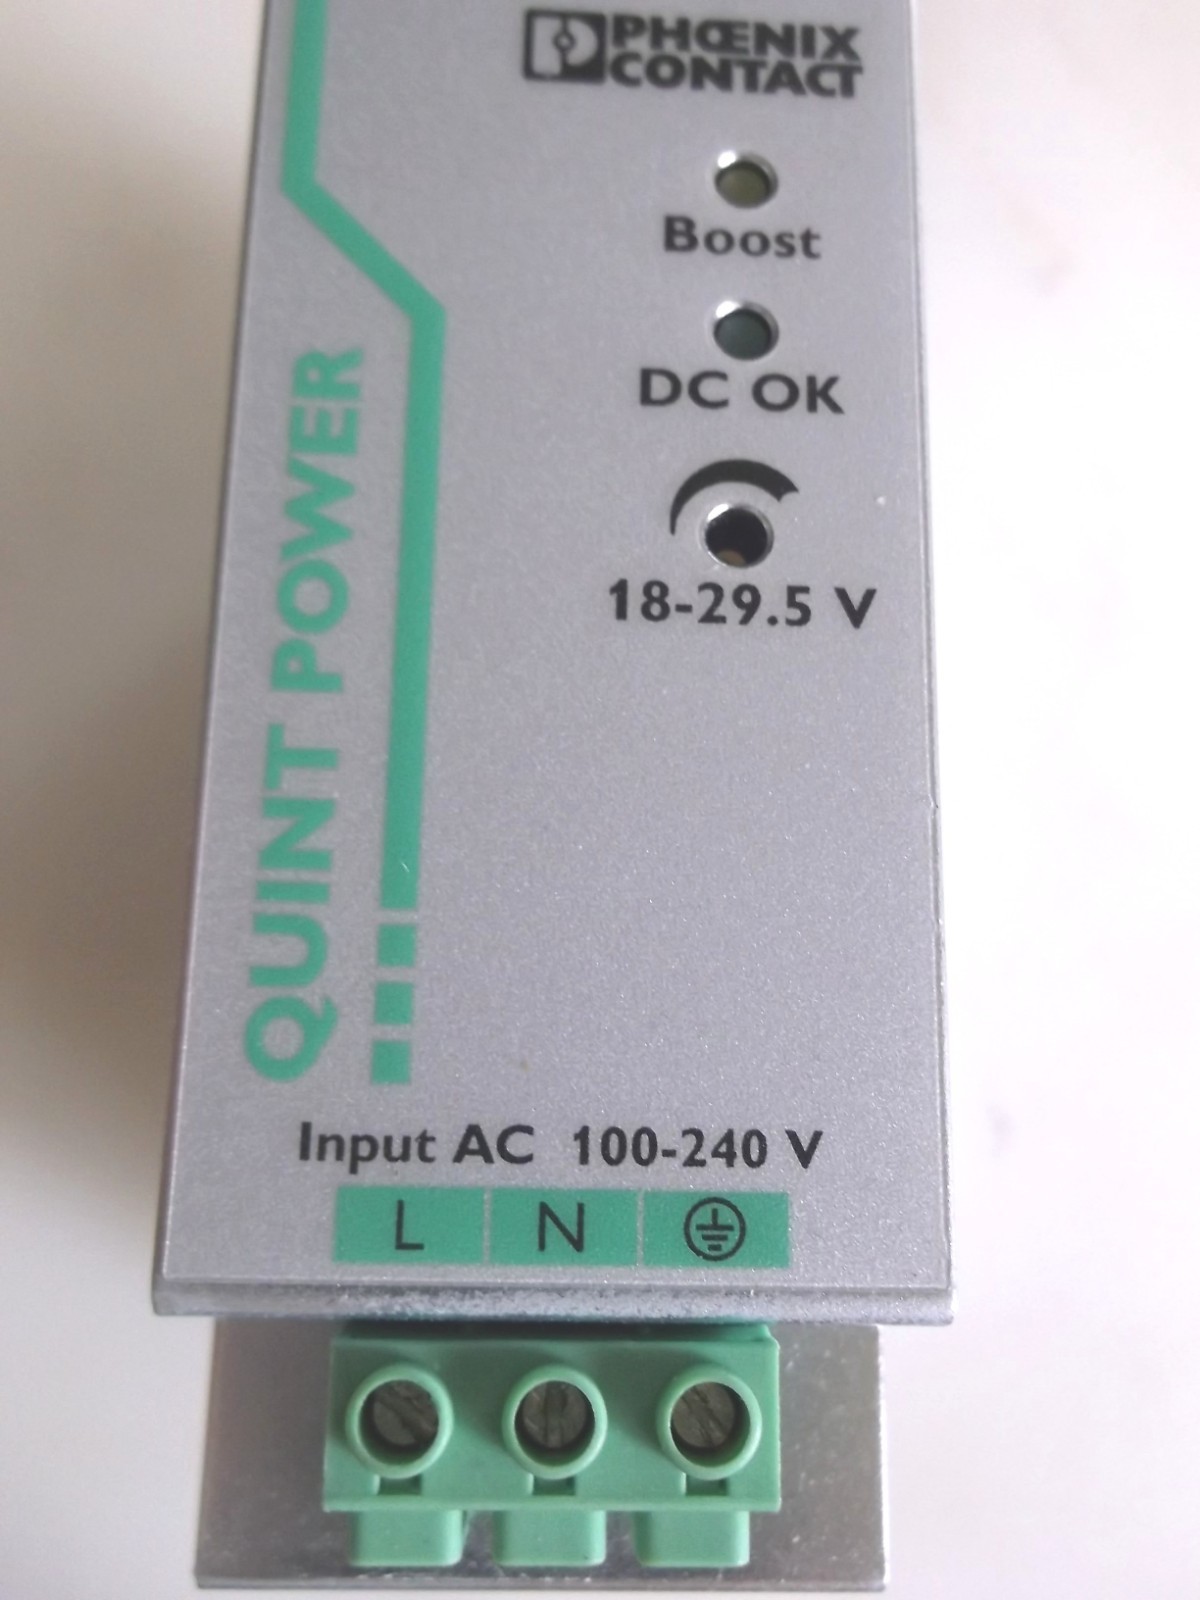 PHŒNIX
CONTACT
Boost
DC OK
18-29.5 V
QUINT POWER
Input AC 100-240 V
L N